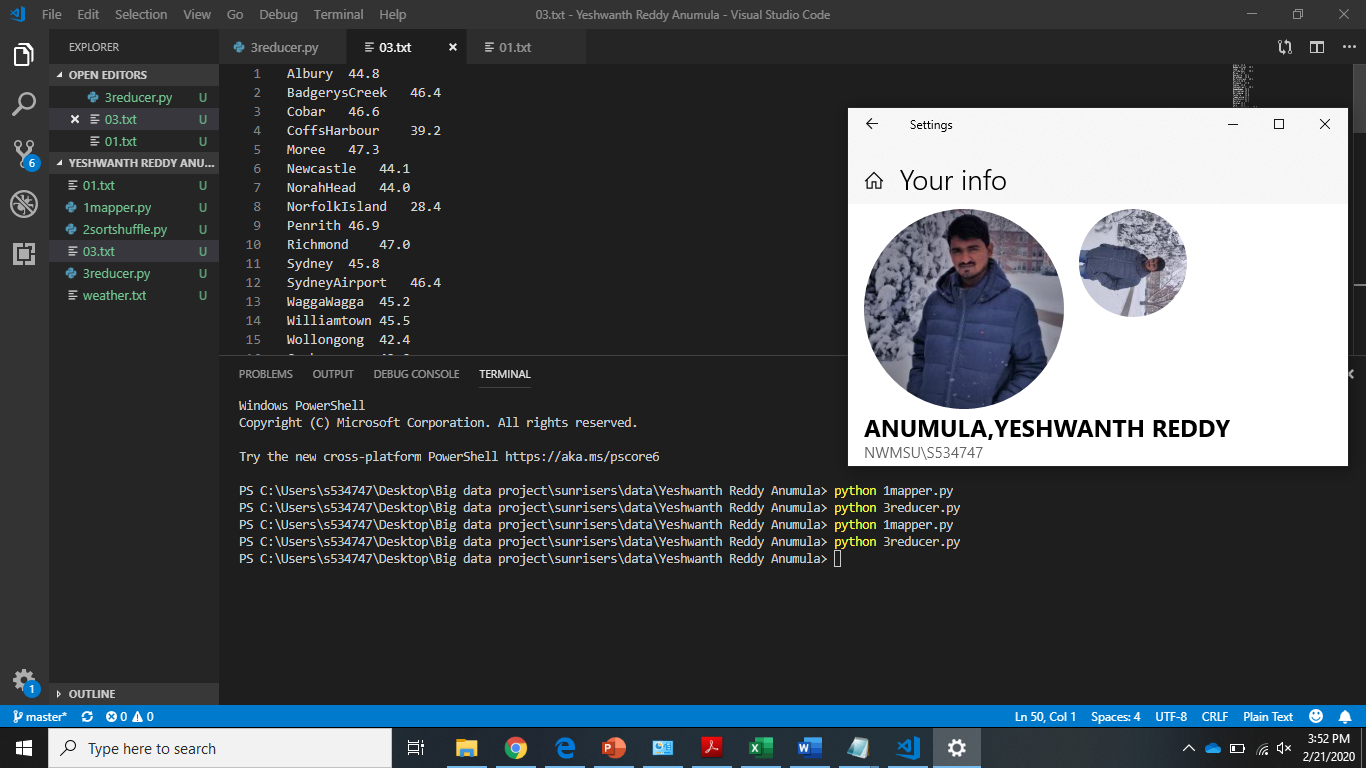 File Edit Selection View Go Debug Terminal Help 03.txt - Yeshwanth Reddy Anumula - Visual Studio Code
EXPLORER
OPEN EDITORS
3reducer.py U
03.txt U
01.txt U
YESHWANTH REDDY ANU...
01.txt U
1mapper.py U
2sortshuffle.py U
03.txt U
3reducer.py U
weather.txt U
OUTLINE
6
1
3reducer.py 03.txt 01.txt
1 Albury 44.8
2 BadgerysCreek 46.4
3 Cobar 46.6
4 CoffsHarbour 39.2
5 Moree 47.3
6 Newcastle 44.1
7 NorahHead 44.0
8 NorfolkIsland 28.4
9 Penrith 46.9
10 Richmond 47.0
11 Sydney 45.8
12 SydneyAirport 46.4
13 WaggaWagga 45.2
14 Williamtown 45.5
15 Wollongong 42.4
PROBLEMS OUTPUT DEBUG CONSOLE TERMINAL
Windows PowerShell
Copyright (C) Microsoft Corporation. All rights reserved.
Try the new cross-platform PowerShell https://aka.ms/pscore6
PS C:\Users\s534747\Desktop\Big data project\sunrisers\data\Yeshwanth Reddy Anumula> python 1mapper.py
PS C:\Users\s534747\Desktop\Big data project\sunrisers\data\Yeshwanth Reddy Anumula> python 3reducer.py
PS C:\Users\s534747\Desktop\Big data project\sunrisers\data\Yeshwanth Reddy Anumula> python 1mapper.py
PS C:\Users\s534747\Desktop\Big data project\sunrisers\data\Yeshwanth Reddy Anumula> python 3reducer.py
PS C:\Users\s534747\Desktop\Big data project\sunrisers\data\Yeshwanth Reddy Anumula>
Settings
Your info
ANUMULA,YESHWANTH REDDY
NWMSU\S534747
master* 0 0 Ln 50, Col 1 Spaces: 4 UTF-8 CRLF Plain Text
Type here to search
3:52 PM
2/21/2020